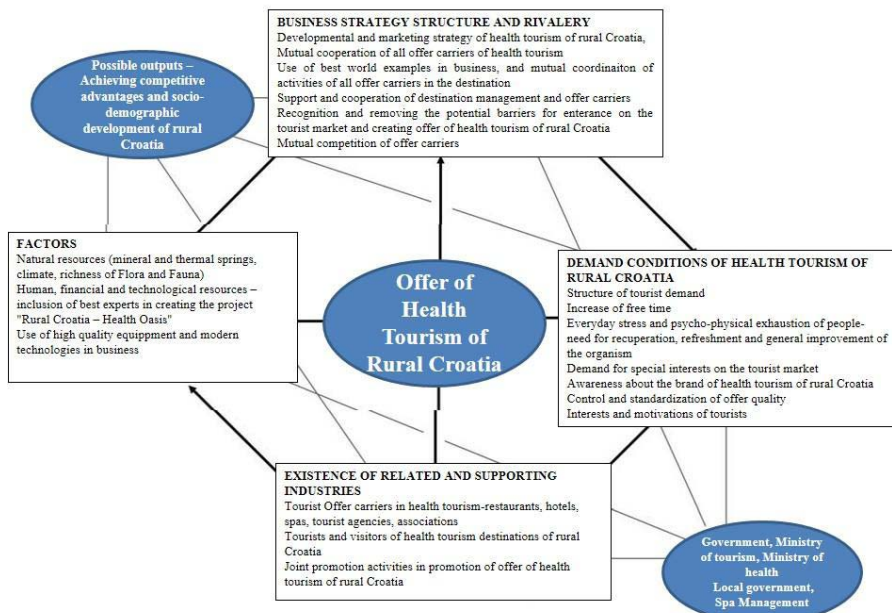 BUSINESS STRATEGY STRUCTURE AND RIVALERY
Developmental and marketing strategy of health tourism of rural Croatia,
Mutual cooperation of all offer carriers of health tourism
Use of best world examples in business, and mutual coordinaiton of
activities of all offer carriers in the destination
Support and cooperation of destination management and offer carriers
Recognition and removing the potential barriers for enterance on the
tourist market and creating offer of health tourism of rural Croatia
Mutual competition of offer carriers
Possible outputs –
Achieving competitive
advantages and socio-
demographic
development of rural
Croatia
FACTORS
Natural resources (mineral and thermal springs,
climate, richness of Flora and Fauna)
Human, financial and technological resources –
inclusion of best experts in creating the project
"Rural Croatia – Health Oasis"
Use of high quality equippment and modern
technologies in business
Offer of
Health
Tourism of
Rural Croatia
DEMAND CONDITIONS OF HEALTH TOURISM OF
RURAL CROATIA
Structure of tourist demand
Increase of free time
Everyday stress and psycho-physical exhaustion of people-
need for recuperation, refreshment and general improvement of
the organism
Demand for special interests on the tourist market
Awareness about the brand of health tourism of rural Croatia
Control and standardization of offer quality
Interests and motivations of tourists
EXISTENCE OF RELATED AND SUPPORTING
INDUSTRIES
Tourist Offer carriers in health tourism-restaurants, hotels,
spas, tourist agencies, associations
Tourists and visitors of health tourism destinations of rural
Croatia
Joint promotion activities in promotion of offer of health
tourism of rural Croatia
Government, Ministry
of tourism, Ministry of
health
Local government,
Spa Management